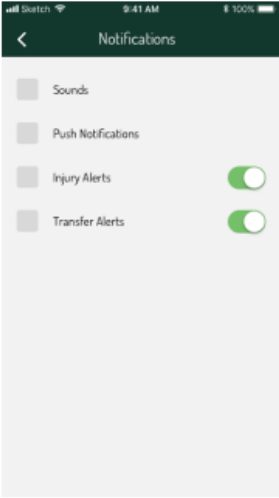 Sketch 9:41 AM 100%
Notifications
Sounds
Push Notifications
Injury Alerts
Transfer Alerts